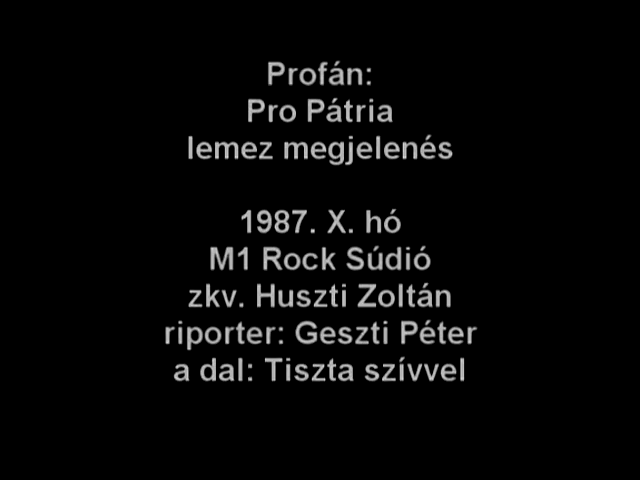 Profán:
Pro Pátria
lemez megjelenés
1987. X. hó
M1 Rock Súdió
zkv. Huszti Zoltán
riporter: Geszti Péter
a dal: Tiszta szívvel